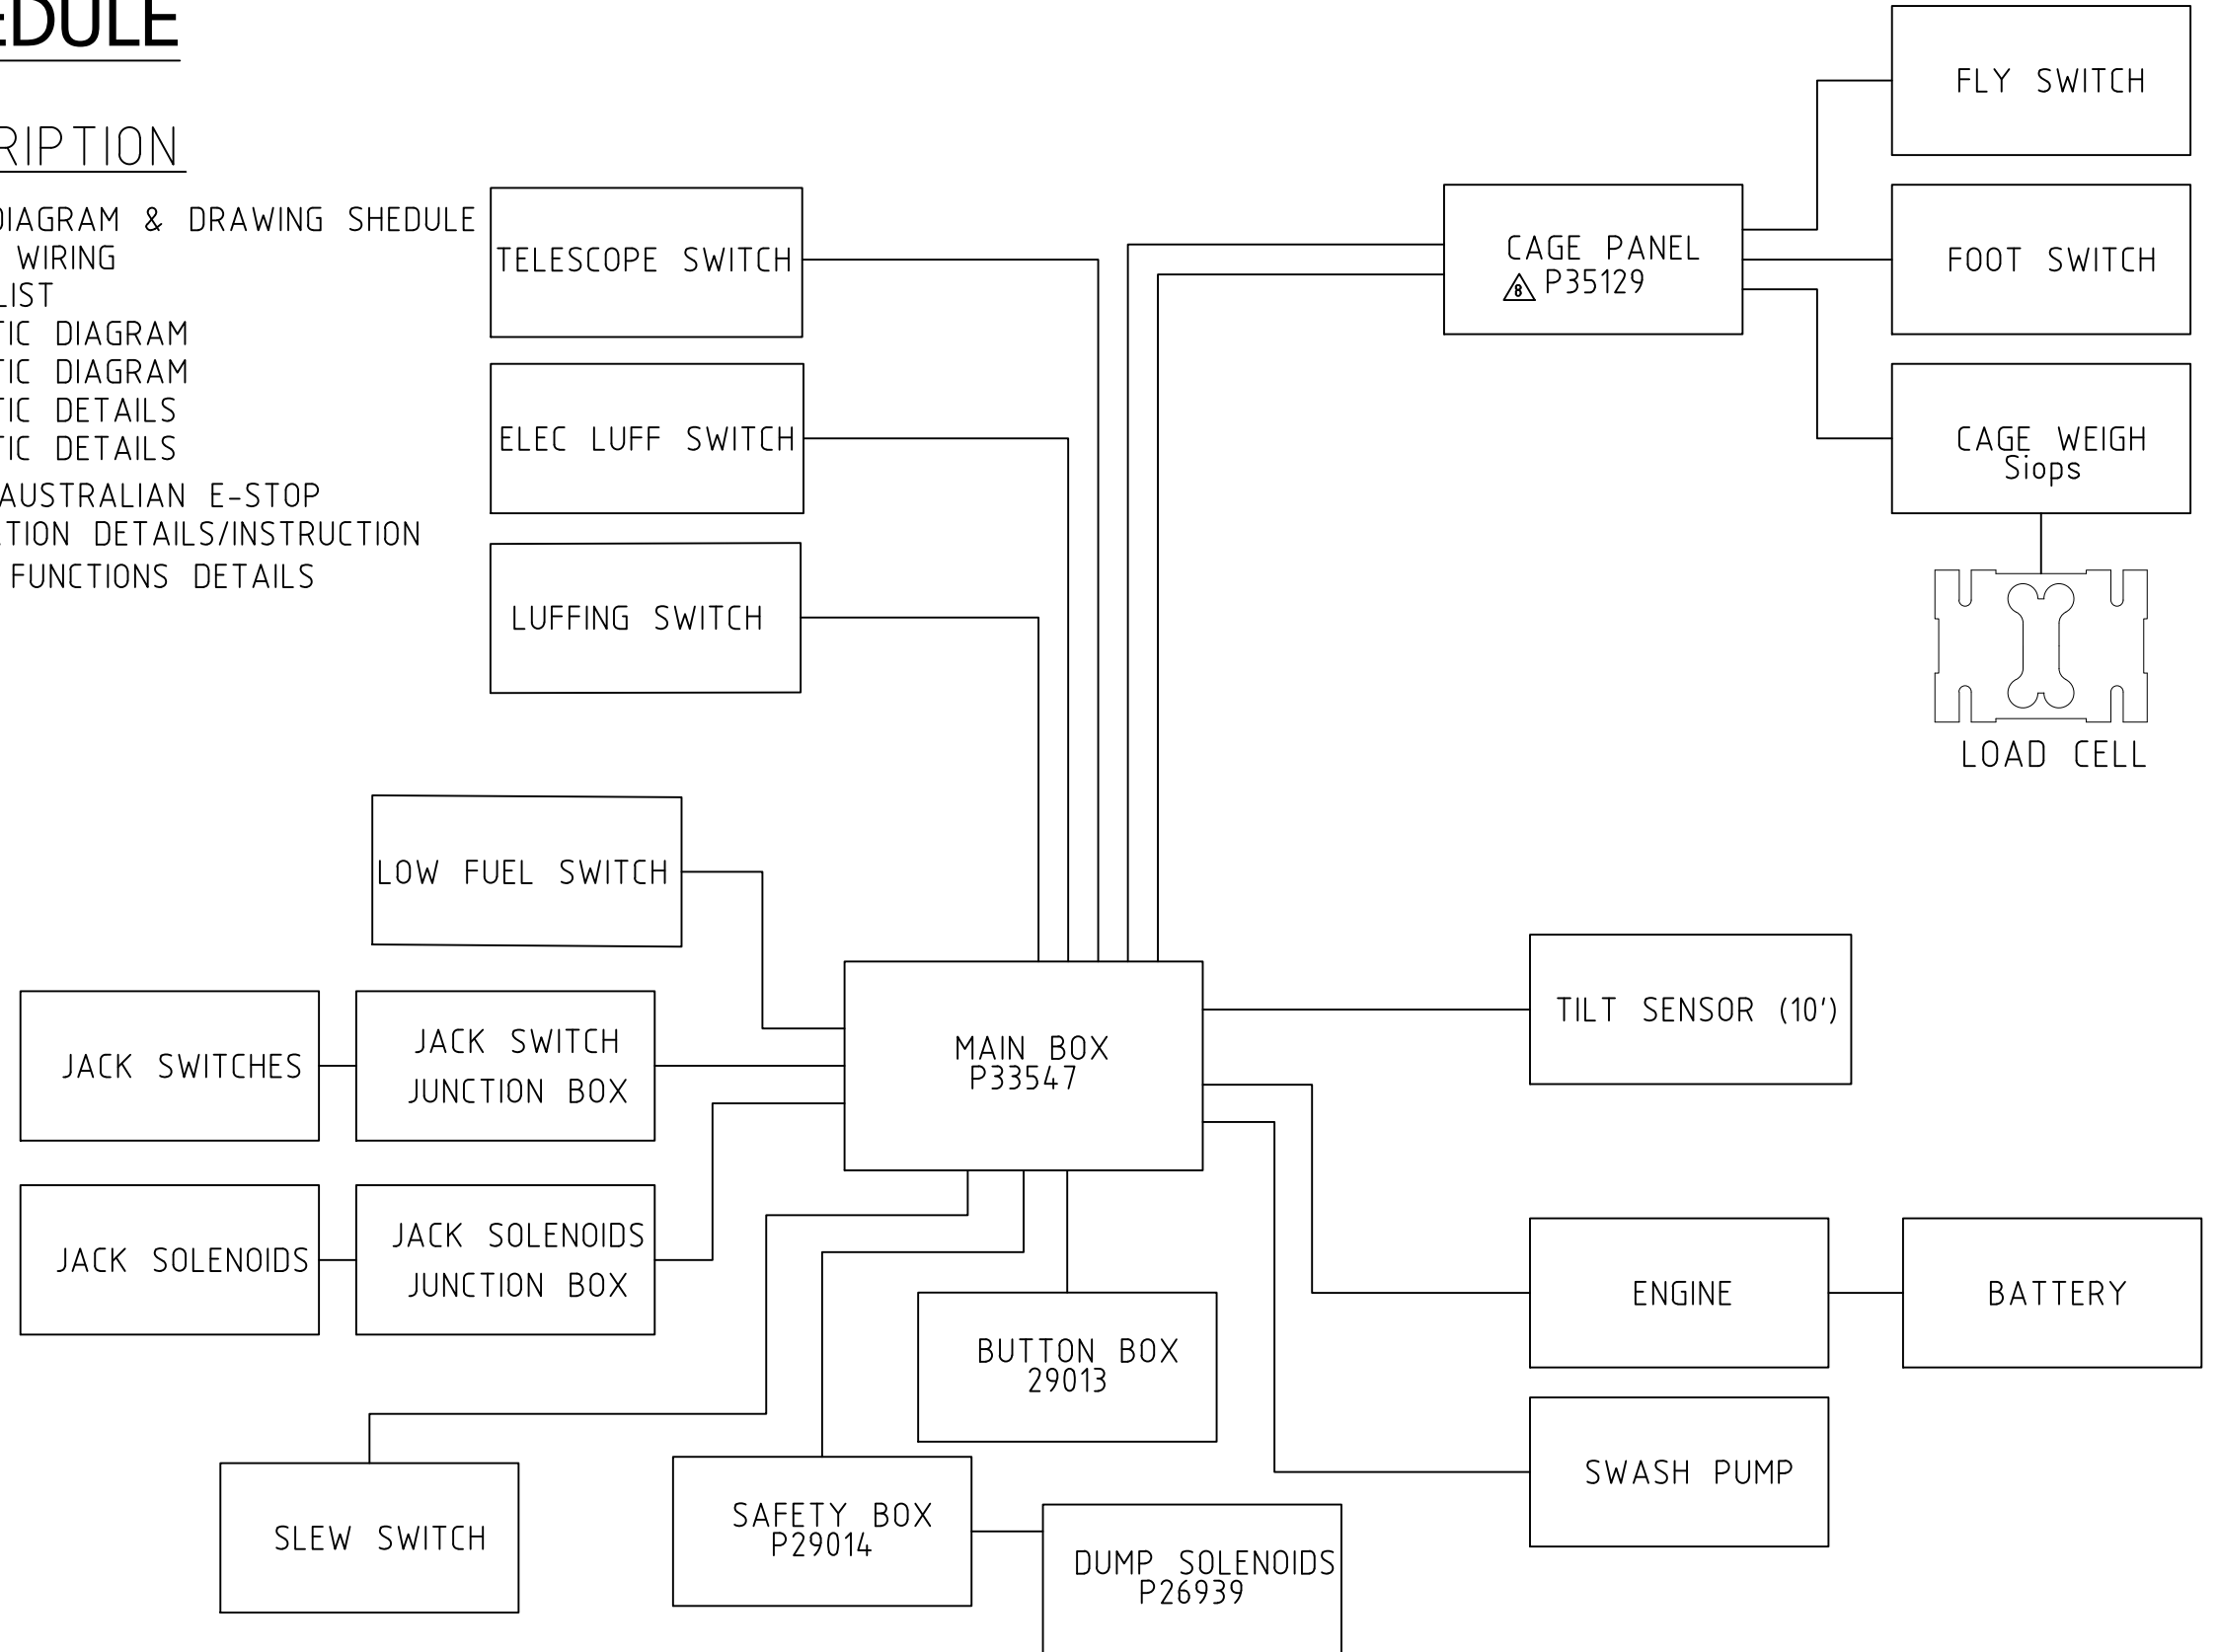 EDULE
RIPTION
DIAGRAM & DRAWING SHEDULE
WIRING
LIST
TIC DIAGRAM
TIC DIAGRAM
TIC DETAILS
TIC DETAILS
AUSTRALIAN E-STOP
TION DETAILS/INSTRUCTION
FUNCTIONS DETAILS
TELESCOPE SWITCH
ELEC LUFF SWITCH
LUFFING SWITCH
CAGE PANEL
8 P35129
FLY SWITCH
FOOT SWITCH
CAGE WEIGH
Siops
LOAD CELL
LOW FUEL SWITCH
JACK SWITCHES
JACK SWITCH
JUNCTION BOX
MAIN BOX
P33547
TILT SENSOR (10')
JACK SOLENOIDS
JACK SOLENOIDS
JUNCTION BOX
ENGINE
BATTERY
BUTTON BOX
29013
SWASH PUMP
SLEW SWITCH
SAFETY BOX
P29014
DUMP SOLENOIDS
P26939